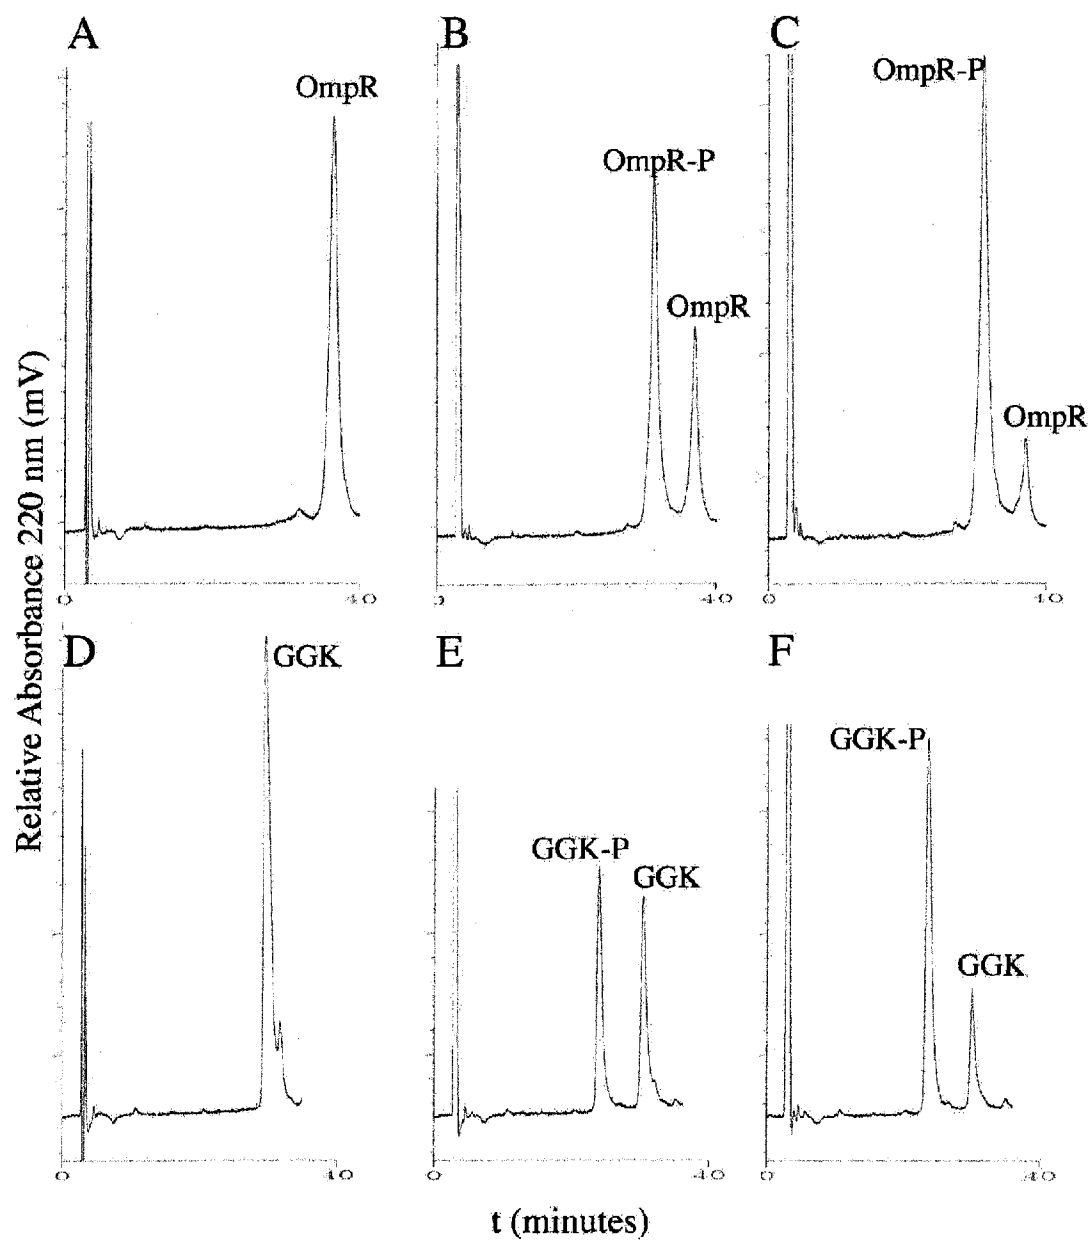 A
B
C
OmpR
OmpR-P
OmpR
OmpR-P
OmpR
0
40
0
40
0
40
Relative Absorbance 220 nm (mV)
D
E
F
GGK
GGK-P
GGK
GGK-P
GGK
0
40
0
40
0
40
t (minutes)